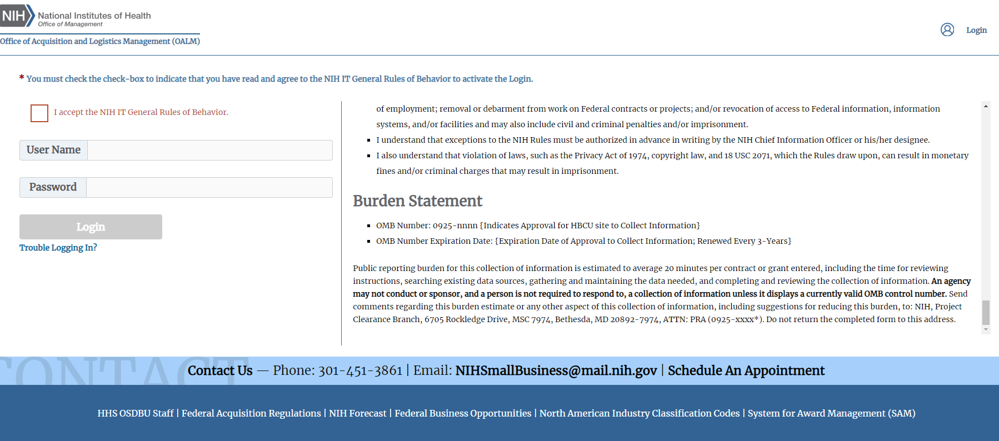 NIH National Institutes of Health
Office of Management
Office of Acquisition and Logistics Management (OALM)
Login
* You must check the check-box to indicate that you have read and agree to the NIH IT General Rules of Behavior to activate the Login.
I accept the NIH IT General Rules of Behavior.
User Name
Password
Login
Trouble Logging In?
of employment; removal or debarment from work on Federal contracts or projects; and/or revocation of access to Federal information, information
systems, and/or facilities and may also include civil and criminal penalties and/or imprisonment.
▪ I understand that exceptions to the NIH Rules must be authorized in advance in writing by the NIH Chief Information Officer or his/her designee.
▪ I also understand that violation of laws, such as the Privacy Act of 1974, copyright law, and 18 USC 2071, which the Rules draw upon, can result in monetary
fines and/or criminal charges that may result in imprisonment.
Burden Statement
▪ OMB Number: 0925-nnnn {Indicates Approval for HBCU site to Collect Information}
▪ OMB Number Expiration Date: {Expiration Date of Approval to Collect Information; Renewed Every 3-Years}
Public reporting burden for this collection of information is estimated to average 20 minutes per contract or grant entered, including the time for reviewing
instructions, searching existing data sources, gathering and maintaining the data needed, and completing and reviewing the collection of information. An agency
may not conduct or sponsor, and a person is not required to respond to, a collection of information unless it displays a currently valid OMB control number. Send
comments regarding this burden estimate or any other aspect of this collection of information, including suggestions for reducing this burden, to: NIH, Project
Clearance Branch, 6705 Rockledge Drive, MSC 7974, Bethesda, MD 20892-7974, ATTN: PRA (0925-xxxx*). Do not return the completed form to this address.
CONTACT
Contact Us — Phone: 301-451-3861 | Email: NIHSmallBusiness@mail.nih.gov | Schedule An Appointment
HHS OSDBU Staff | Federal Acquisition Regulations | NIH Forecast | Federal Business Opportunities | North American Industry Classification Codes | System for Award Management (SAM)